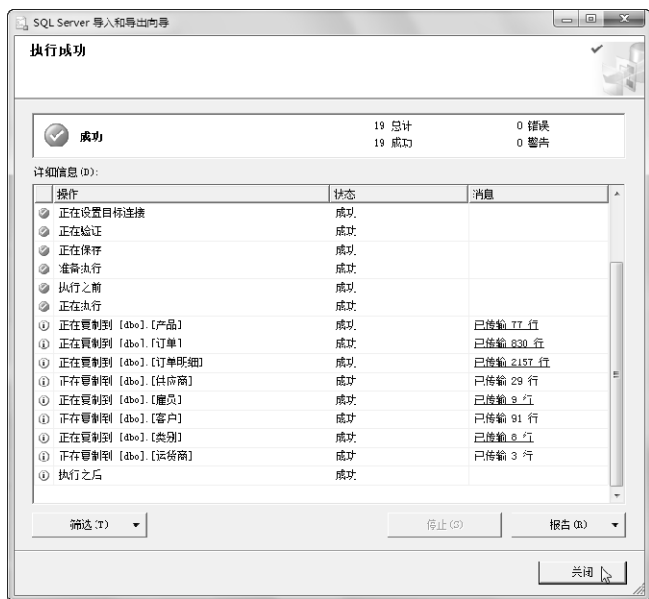 SQL Server 导入和导出向导
执行成功
成功
19 总计
0 错误
19 成功
0 警告
详细信息(D):
操作 状态 消息
正在设置目标连接 成功
正在验证 成功
正在保存 成功
准备执行 成功
执行之前 成功
正在执行 成功
正在复制到 [dbo].[产品] 成功 已传输 77 行
正在复制到 [dbo].[订单] 成功 已传输 830 行
正在复制到 [dbo].[订单明细] 成功 已传输 2157 行
正在复制到 [dbo].[供应商] 成功 已传输 29 行
正在复制到 [dbo].[雇员] 成功 已传输 9 行
正在复制到 [dbo].[客户] 成功 已传输 91 行
正在复制到 [dbo].[类别] 成功 已传输 8 行
正在复制到 [dbo].[运货商] 成功 已传输 3 行
执行之后 成功
筛选(T) 停止(S) 报告(R)
关闭